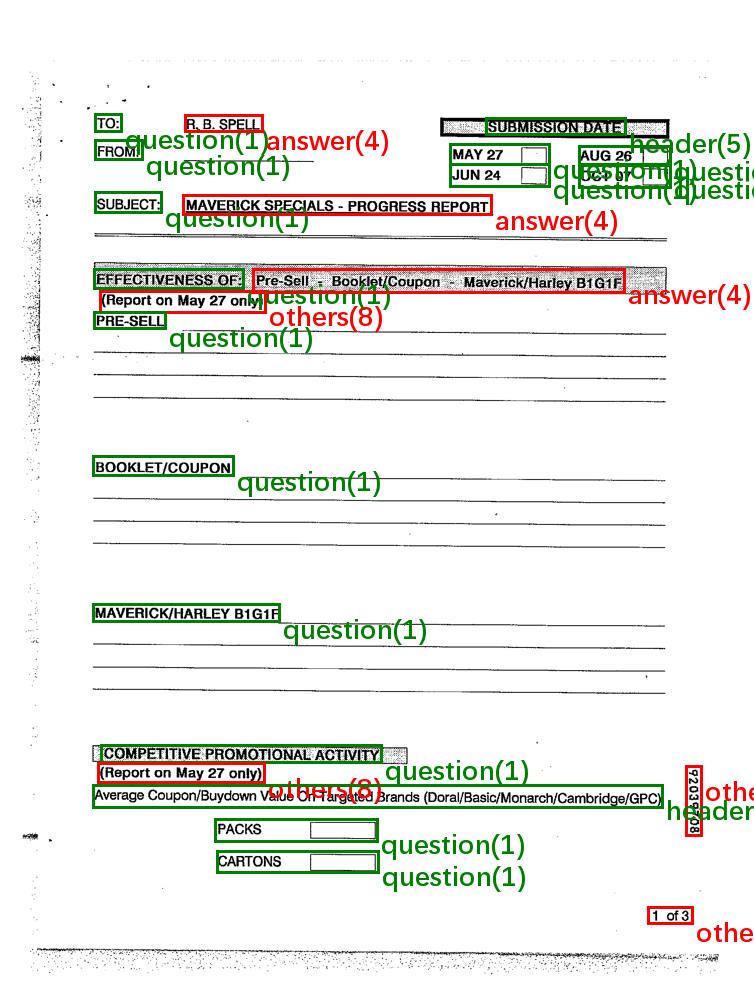 TO: R. B. SPELL SUBMISSION DATE
question(1) answer(4) header(5)
FROM: MAY 27 AUG 26
question(1) question(1)
JUN 24 OCT 07
question(1)
SUBJECT: MAVERICK SPECIALS - PROGRESS REPORT
question(1) answer(4)
EFFECTIVENESS OF: Pre-Sell - Booklet/Coupon - Maverick/Harley B1G1F
question(1) answer(4)
(Report on May 27 only)
others(8)
PRE-SELL
question(1)
BOOKLET/COUPON
question(1)
MAVERICK/HARLEY B1G1F
question(1)
COMPETITIVE PROMOTIONAL ACTIVITY
question(1)
(Report on May 27 only)
others(8)
Average Coupon/Buydown Value On Targeted Brands (Doral/Basic/Monarch/Cambridge/GPC)
header
PACKS
question(1)
CARTONS
question(1)
othe
1 of 3
othe